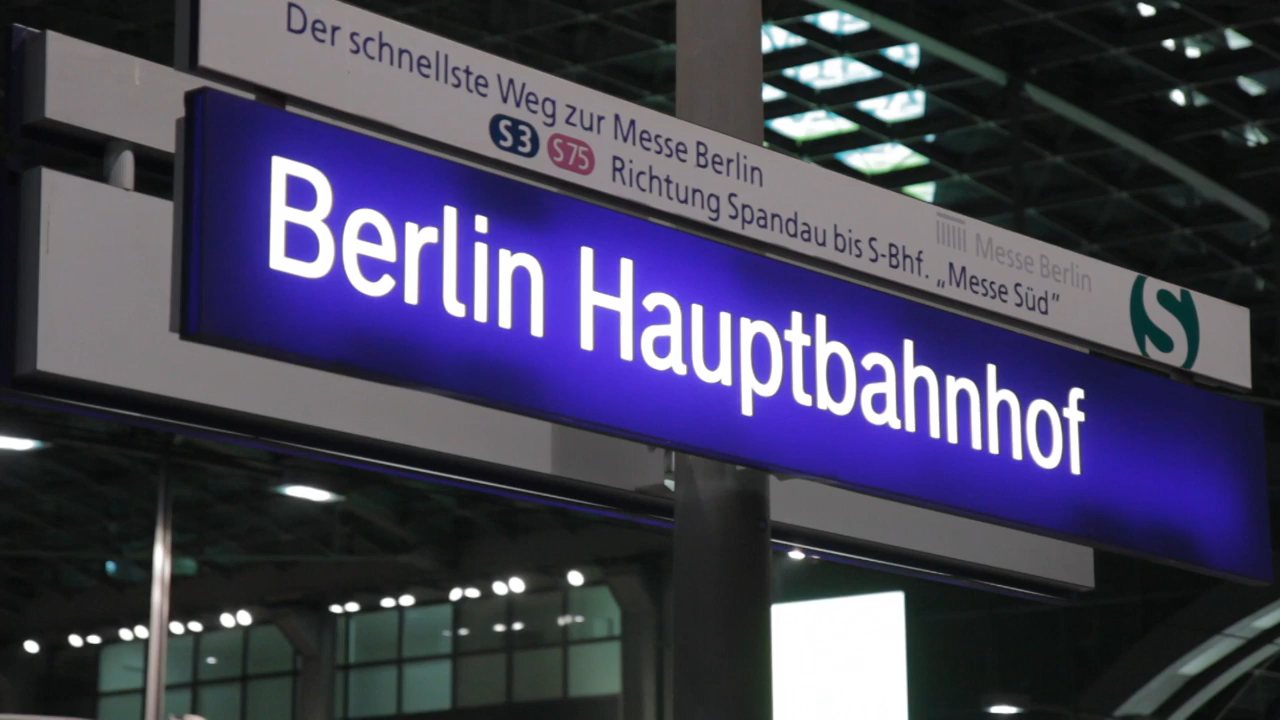 Der schnellste Weg zur Messe Berlin
S3 S75 Richtung Spandau bis S-Bhf. „Messe Süd“
Messe Berlin
S
Berlin Hauptbahnhof